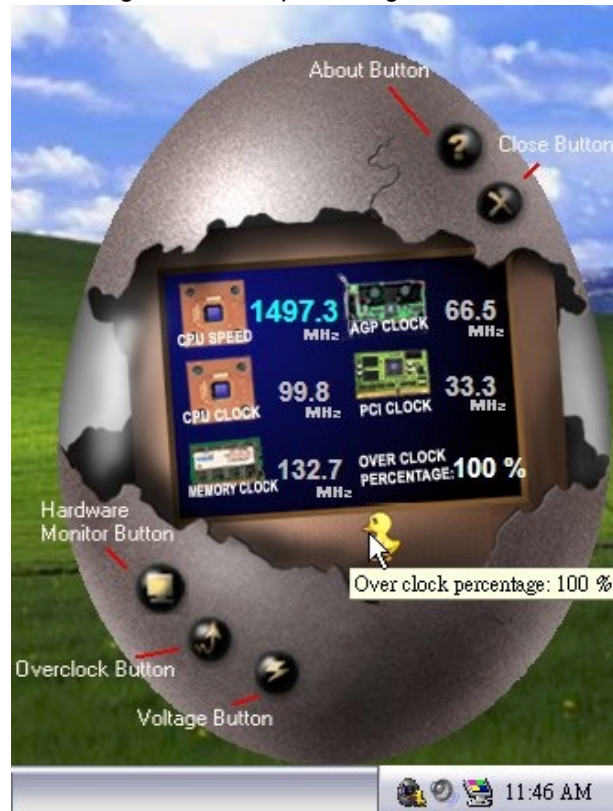 About Button
Close Button
1497.3
MHz
CPU SPEED
66.5
MHz
AGP CLOCK
99.8
MHz
CPU CLOCK
33.3
MHz
PCI CLOCK
132.7
MHz
MEMORY CLOCK
OVER CLOCK
PERCENTAGE:100 %
Hardware
Monitor Button
Over clock percentage: 100 %
Overclock Button
Voltage Button
11:46 AM